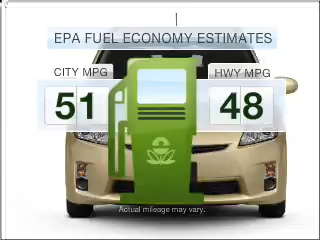 EPA FUEL ECONOMY ESTIMATES
CITY MPG
HWY MPG
51
48
Actual mileage may vary.